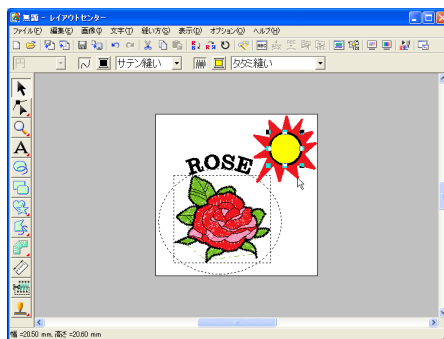 無題 - レイアウトセンター
ファイル(F) 編集(E) 画像(I) 文字(T) 縫い方(S) 表示(D) オプション(O) ヘルプ(H)
円 サテン縫い タタミ縫い
A
ROSE
幅 =20.50 mm, 高さ =20.60 mm